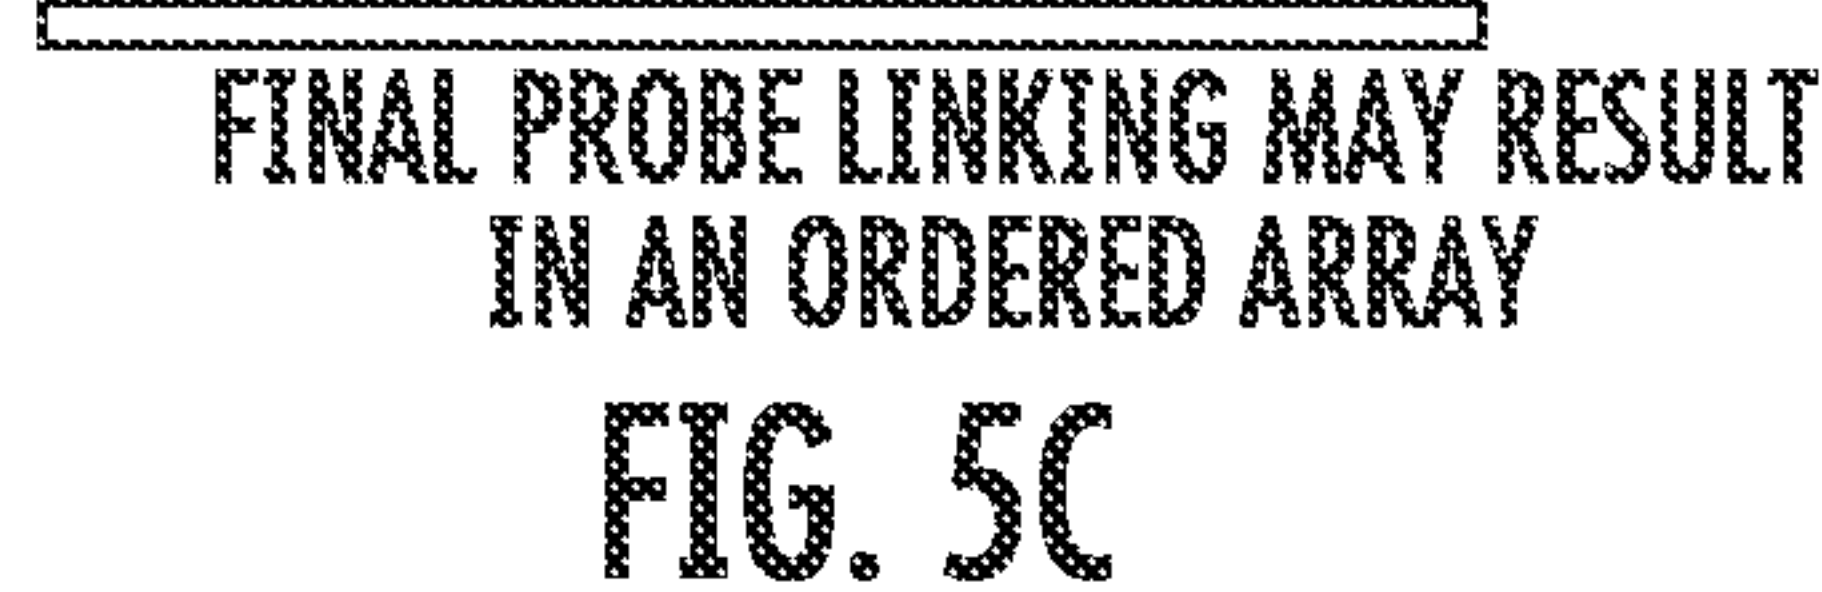 FINAL PROBE LINKING MAY RESULT
IN AN ORDERED ARRAY
FIG. 5C